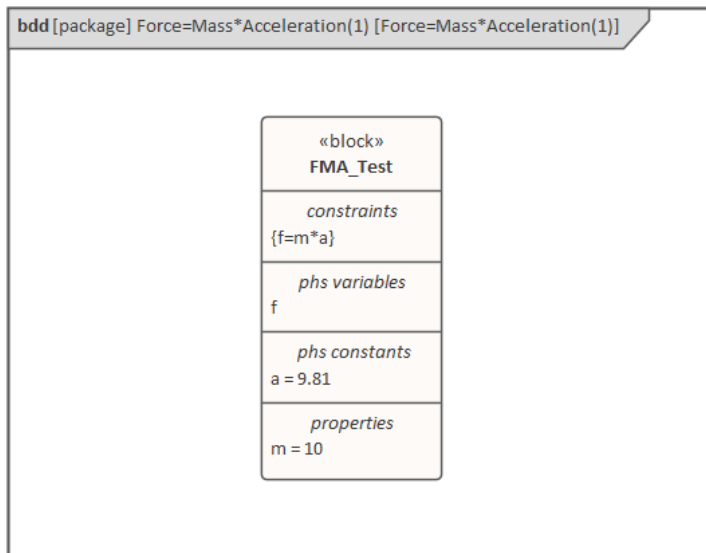 bdd [package] Force=Mass*Acceleration(1) [Force=Mass*Acceleration(1)]
«block»
FMA_Test
constraints
{f=m*a}
phs variables
f
phs constants
a = 9.81
properties
m = 10